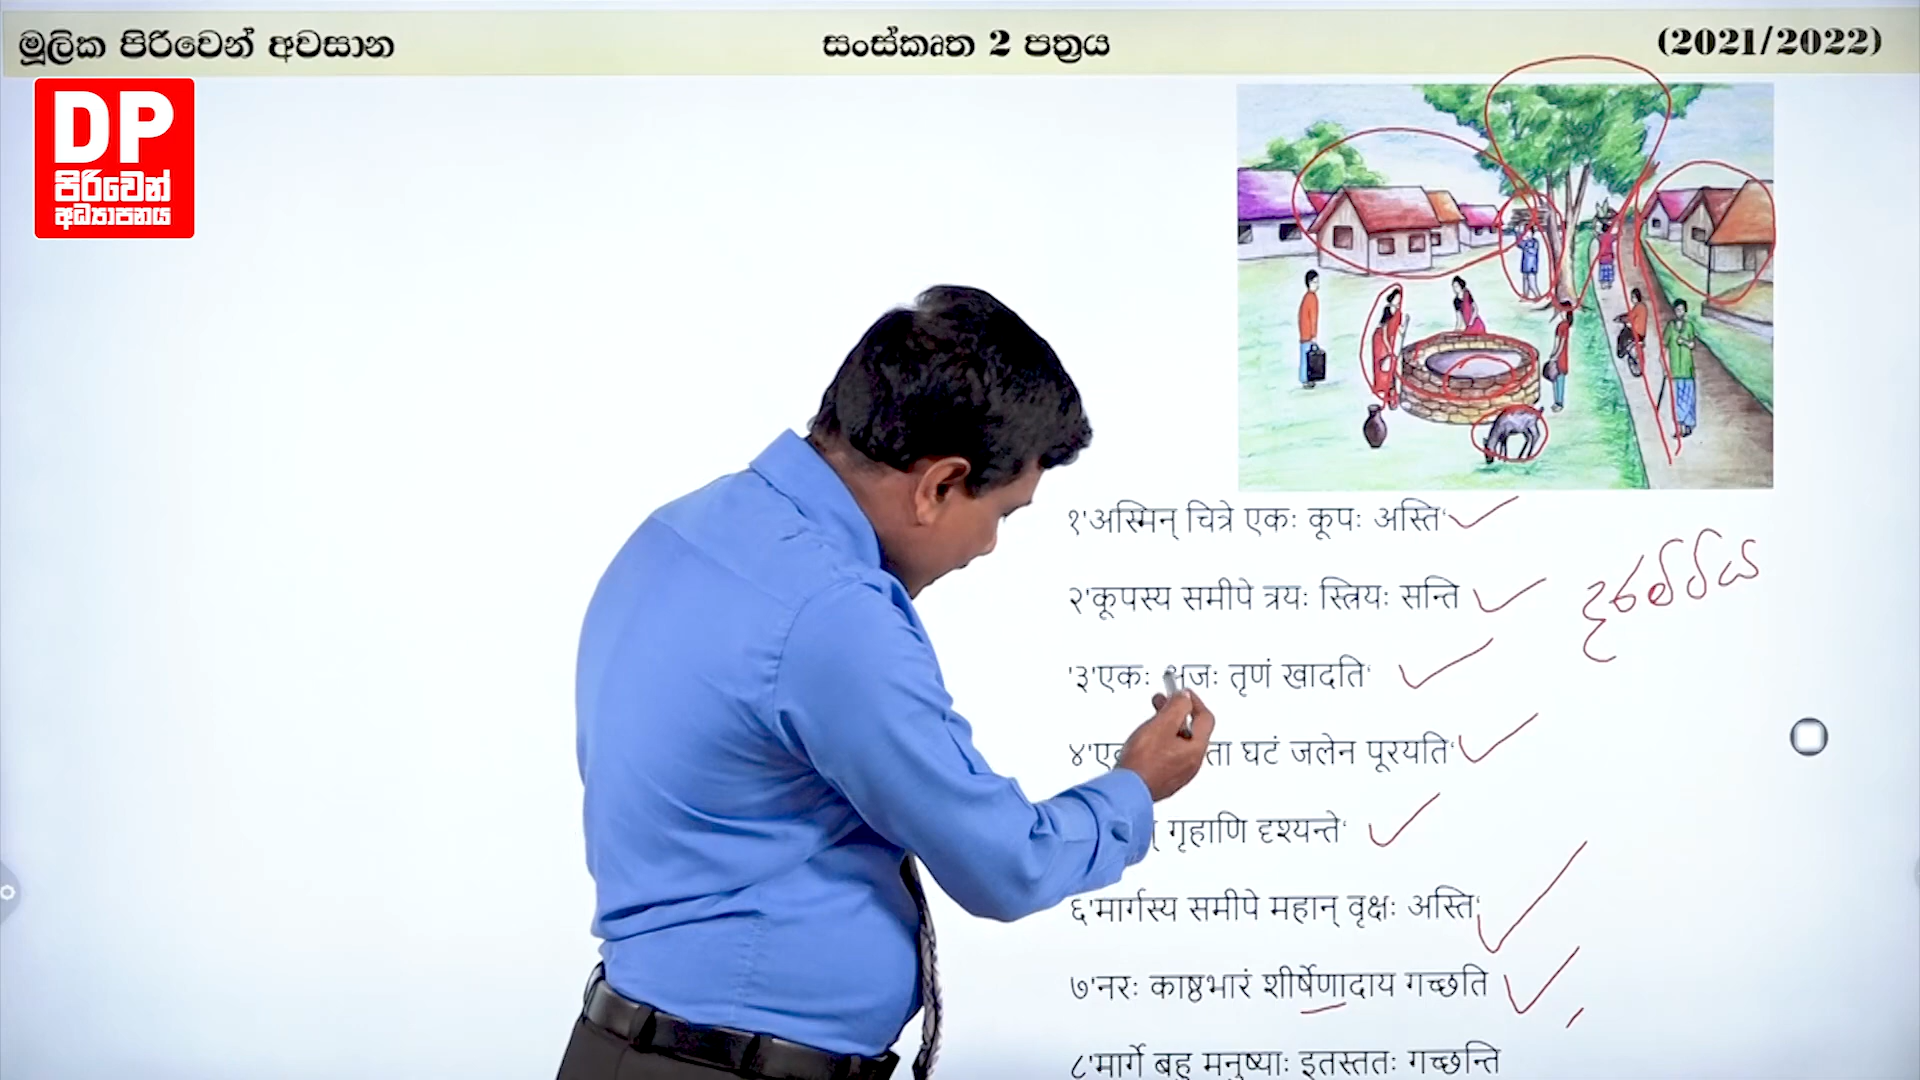 මූලික පිරිවෙන් අවසාන
සංස්කෘත 2 පත්‍රය
(2021/2022)
DP
පිරිවෙන්
අධ්‍යාපනය
१'अस्मिन् चित्रे एकः कूपः अस्ति'
२'कूपस्य समीपे त्रयः स्त्रियः सन्ति
'३'एकः तृणं खादति'
४' घटं जलेन पूरयति'
गृहाणि दृश्यन्ते'
६'मार्गस्य समीपे महान् वृक्षः अस्ति'
७'नरः काष्ठभारं शीर्षेणादाय गच्छति
८'मार्गे बहु मनुष्याः इतस्ततः गच्छन्ति